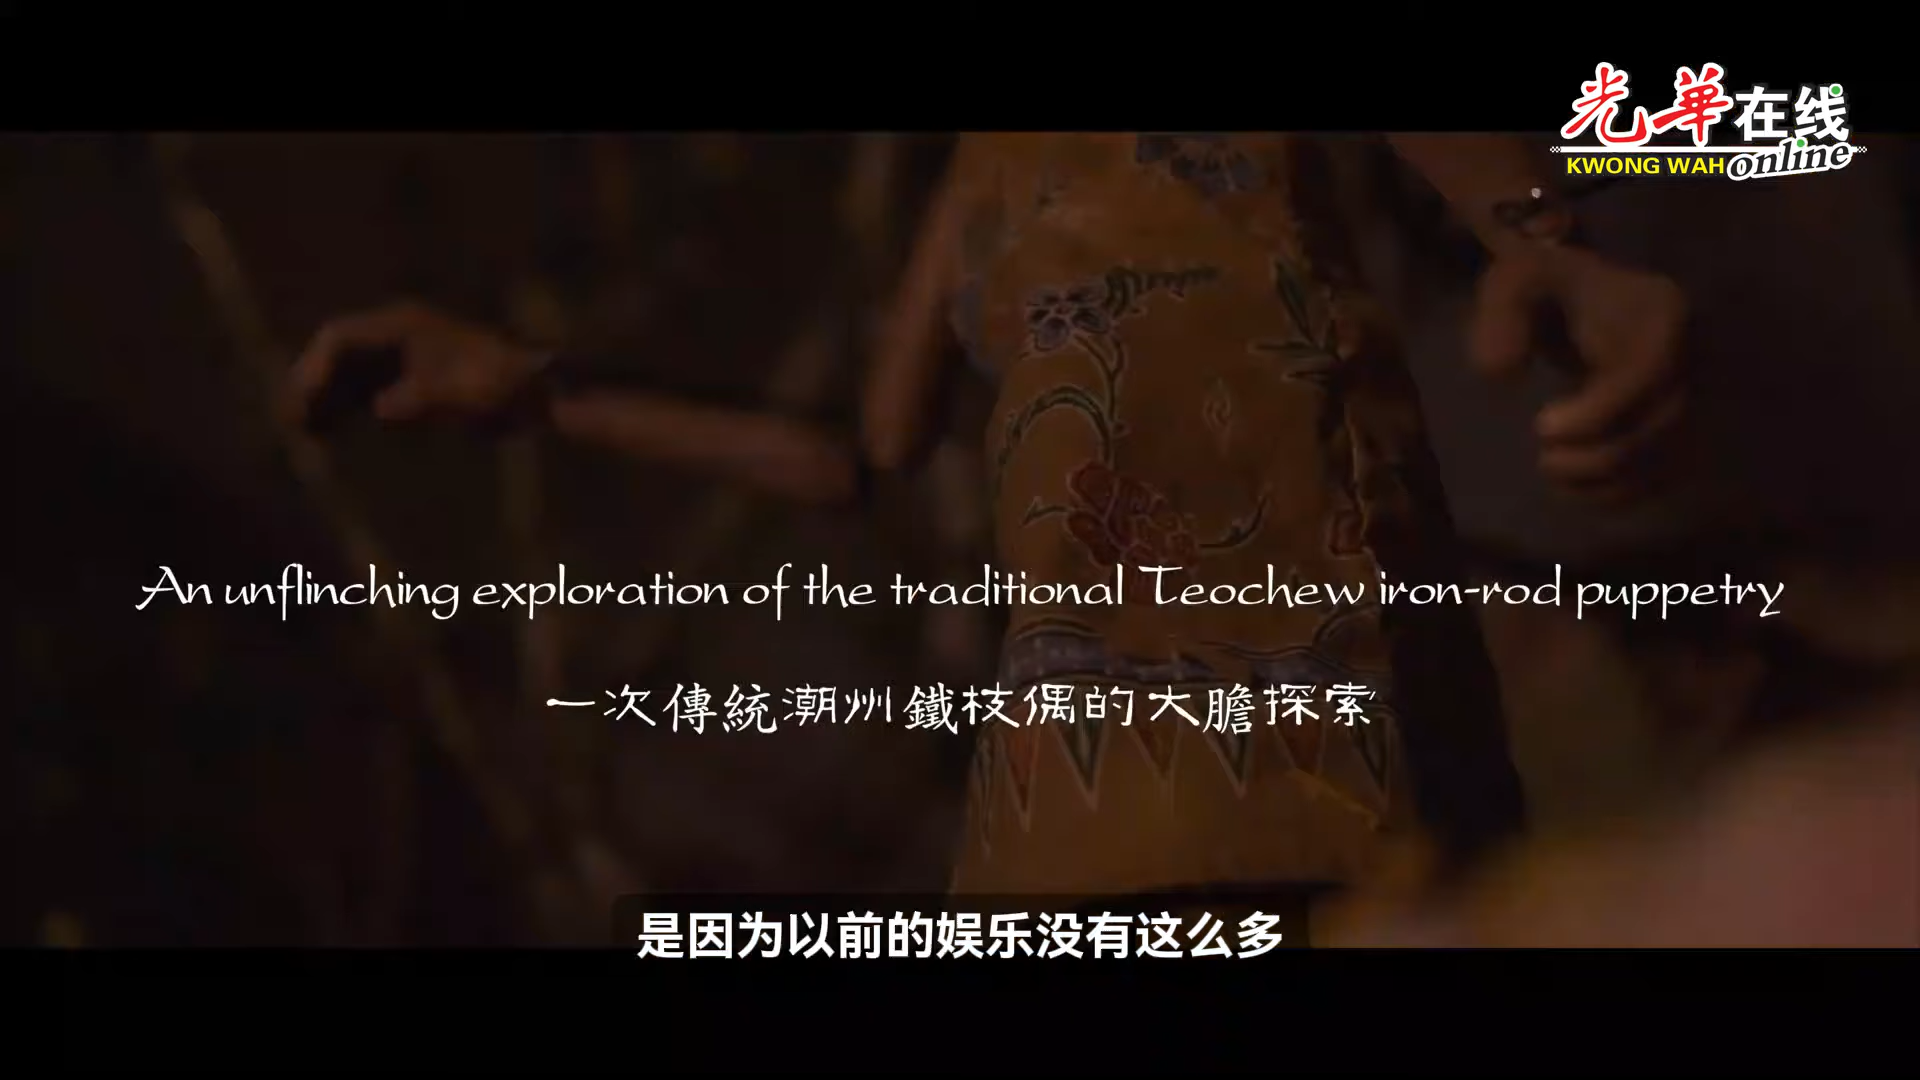 光華在线
KWONG WAH online
An unflinching exploration of the traditional Teochew iron-rod puppetry
一次傳統潮州鐵枝偶的大膽探索
是因为以前的娱乐没有这么多